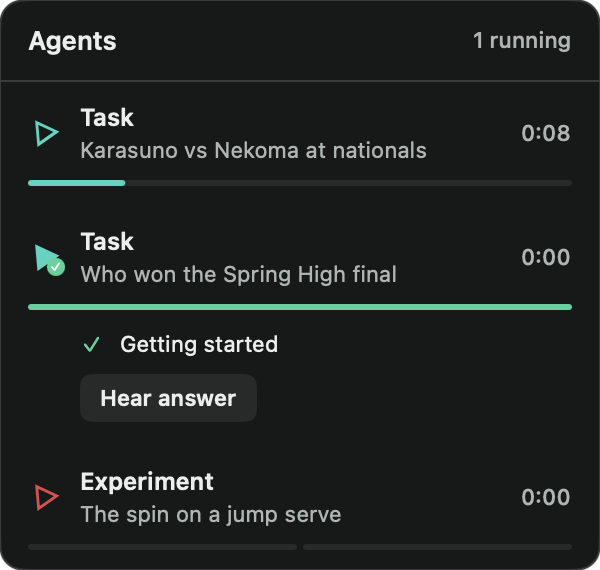 Agents
1 running
Task
Karasuno vs Nekoma at nationals
0:08
Task
Who won the Spring High final
0:00
Getting started
Hear answer
Experiment
The spin on a jump serve
0:00